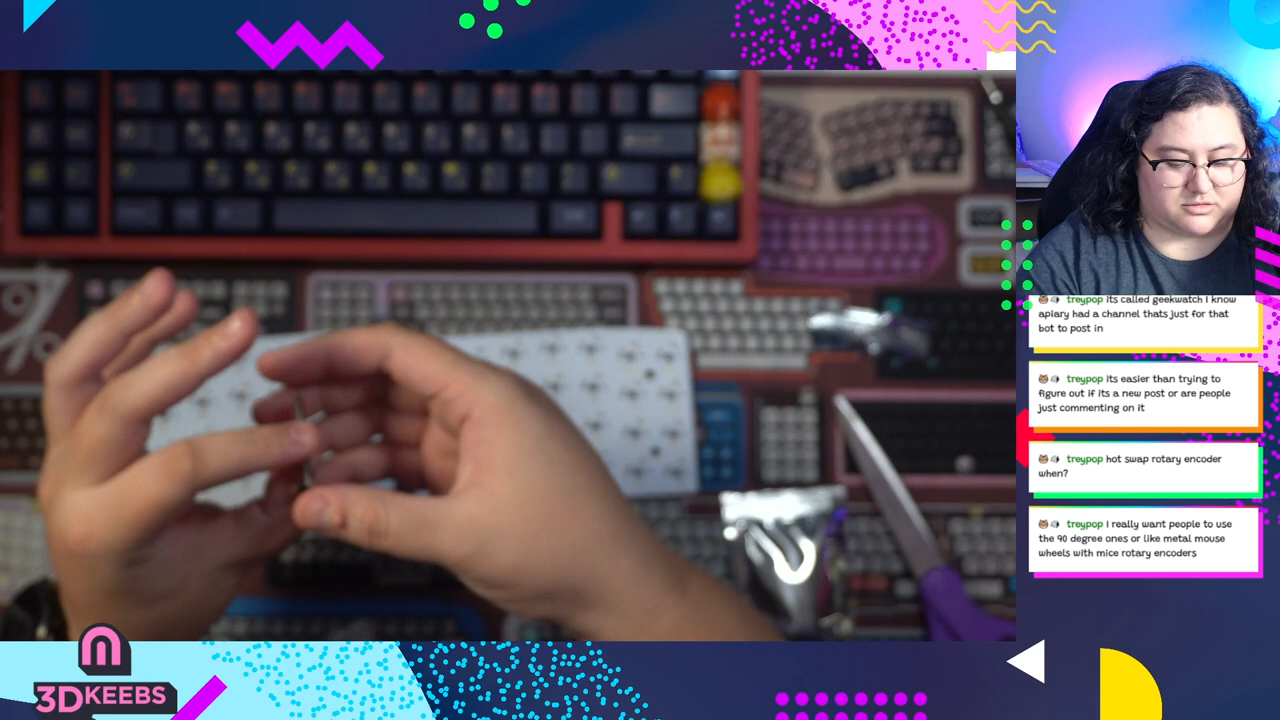 treypop its called geekwatch I know
apiary had a channel thats just for that
bot to post in
treypop its easier than trying to
figure out if its a new post or are people
just commenting on it
treypop hot swap rotary encoder
when?
treypop I really want people to use
the 90 degree ones or like metal mouse
wheels with mice rotary encoders
3DKEEBS